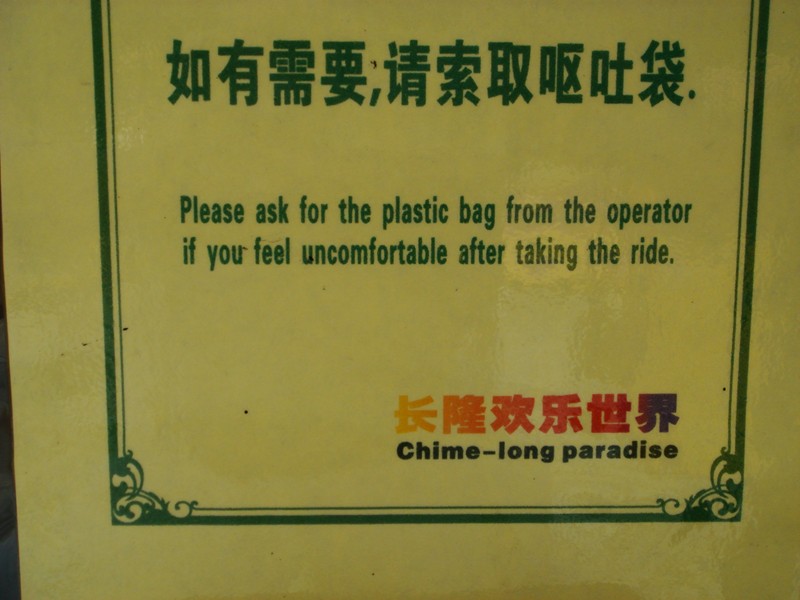 如有需要,请索取呕吐袋.
Please ask for the plastic bag from the operator
if you feel uncomfortable after taking the ride.
长隆欢乐世界
Chime-long paradise